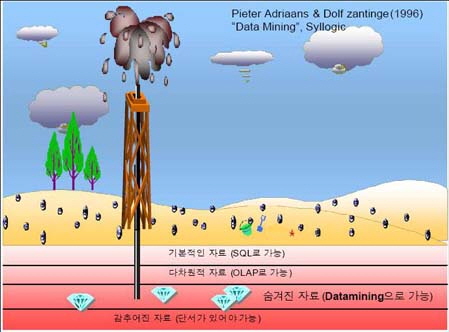 Pieter Adriaans & Dolf zantinge(1996)
"Data Mining", Syllogic
기본적인 자료 (SQL로 가능)
다차원적 자료 (OLAP로 가능)
숨겨진 자료 (Datamining으로 가능)
감추어진 자료 (단서가 있어야 가능)